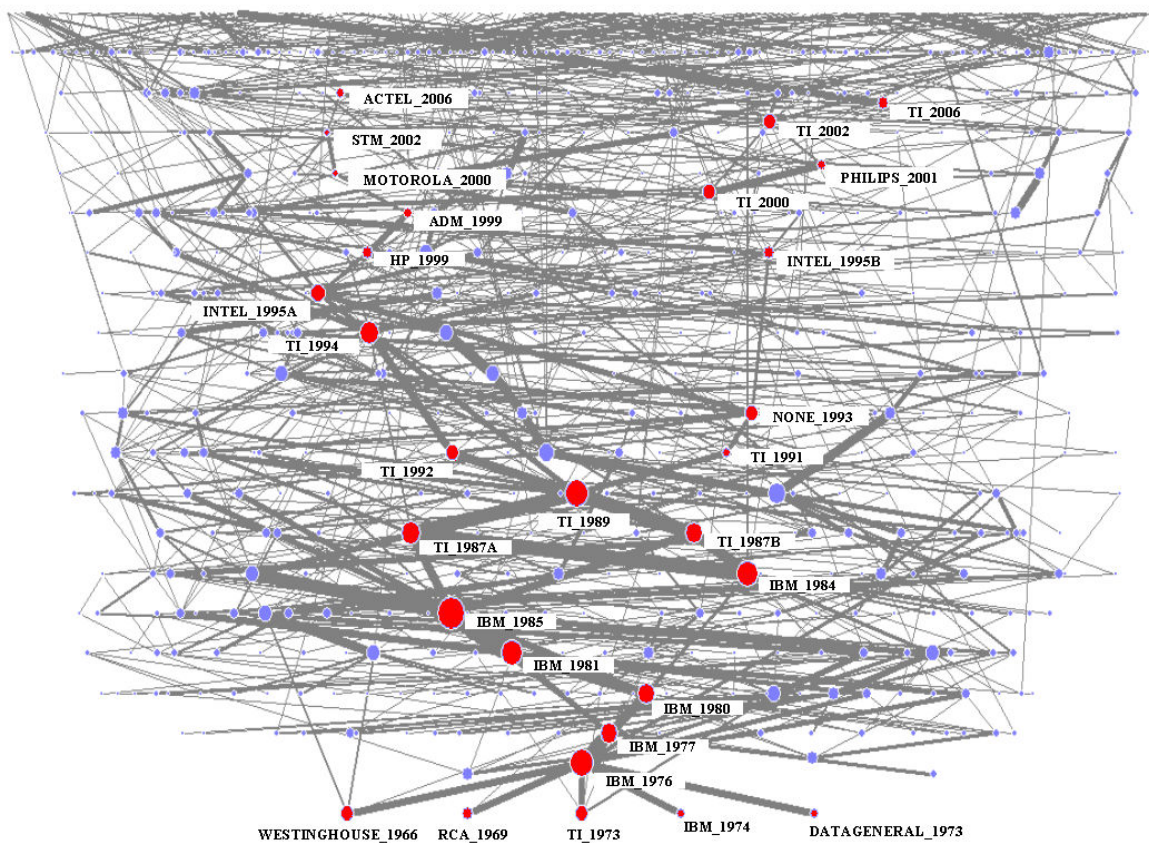 ACTEL_2006
TI_2006
TI_2002
STM_2002
PHILIPS_2001
MOTOROLA_2000
TI_2000
ADM_1999
HP_1999
INTEL_1995B
INTEL_1995A
TI_1994
NONE_1993
TI_1992
TI_1991
TI_1989
TI_1987A
TI_1987B
IBM_1984
IBM_1985
IBM_1981
IBM_1980
IBM_1977
IBM_1976
WESTINGHOUSE_1966
RCA_1969
TI_1973
IBM_1974
DATAGENERAL_1973